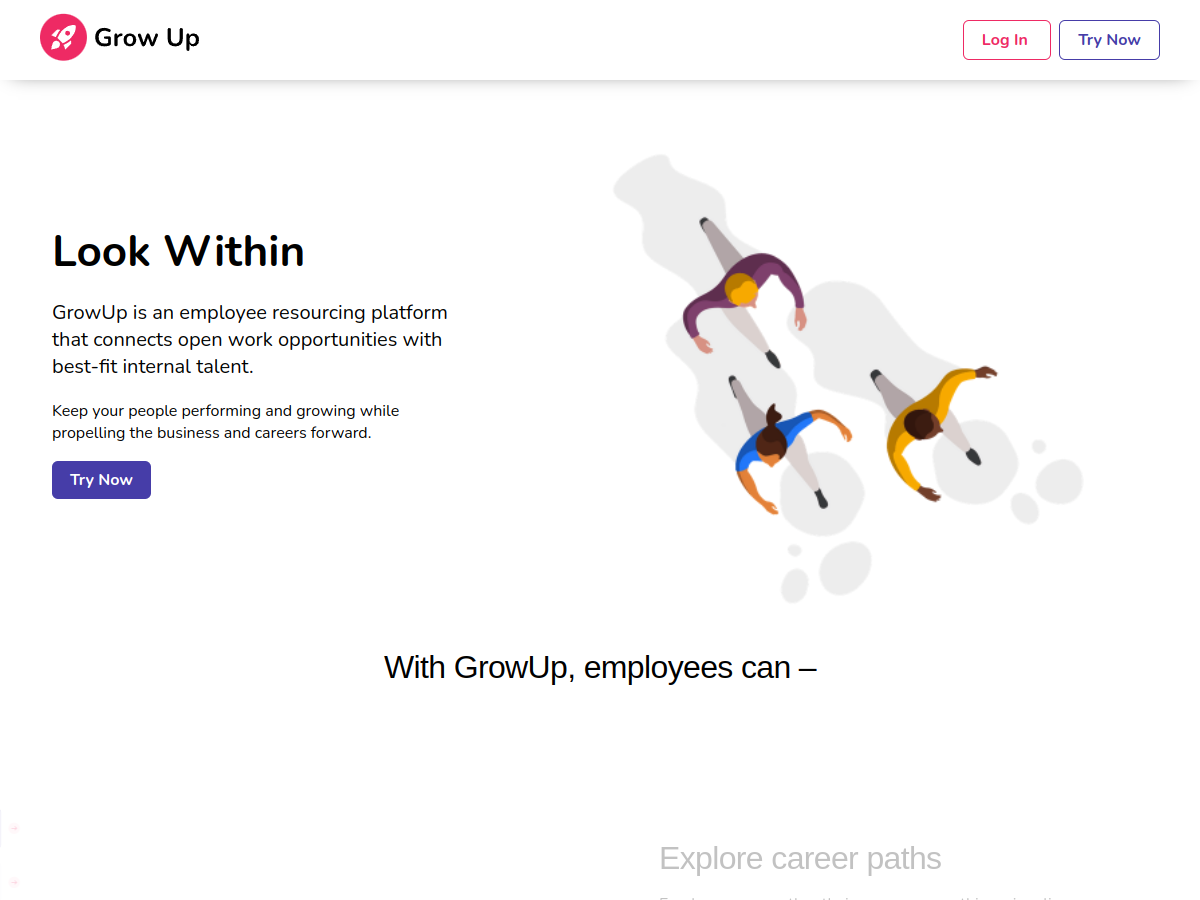 Grow Up
Log In
Try Now
Look Within
GrowUp is an employee resourcing platform
that connects open work opportunities with
best-fit internal talent.
Keep your people performing and growing while
propelling the business and careers forward.
Try Now
With GrowUp, employees can –
Explore career paths